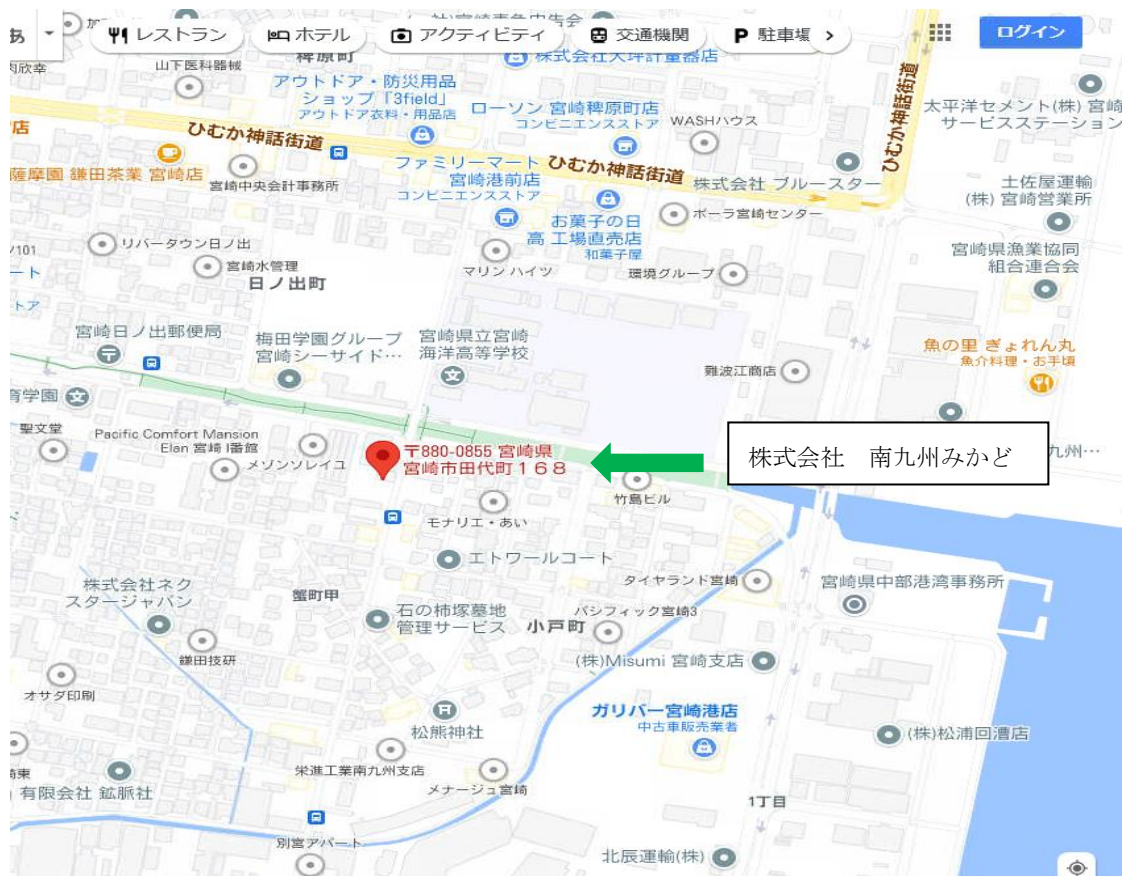 あ
レストラン
ホテル
アクティビティ
交通機関
P 駐車場
ログイン
山下医科器械
アウトドア・防災用品
ショップ「3field」
アウトドア衣料・用品店
ローソン 宮崎稗原町店
コンビニエンスストア
WASHハウス
太平洋セメント(株) 宮崎
サービスステーション
ひむか神話街道
ひむか神話街道
ひむか神話街道
薩摩園 鎌田茶業 宮崎店
宮崎中央会計事務所
ファミリーマート
宮崎港前店
コンビニエンスストア
株式会社 ブルースター
土佐屋運輸
(株) 宮崎営業所
お菓子の日
高 工場直売店
和菓子屋
ポーラ宮崎センター
リバータウン日ノ出
宮崎水管理
日ノ出町
マリンハイツ
環境グループ
宮崎県漁業協同
組合連合会
宮崎日ノ出郵便局
梅田学園グループ
宮崎シーサイド…
宮崎県立宮崎
海洋高等学校
難波江商店
魚の里 ぎょれん丸
魚介料理・お手頃
育学園
聖文堂
Pacific Comfort Mansion
Elan 宮崎Ⅰ番館
メゾンソレイユ
〒880-0855 宮崎県
宮崎市田代町168
株式会社 南九州みかど
九州…
竹島ビル
モナリエ・あい
エトワールコート
タイヤランド宮崎
宮崎県中部港湾事務所
株式会社ネク
スタージャパン
蟹町甲
石の柿塚墓地
管理サービス
小戸町
パシフィック宮崎3
鎌田技研
(株)Misumi 宮崎支店
オサダ印刷
ガリバー宮崎港店
中古車販売業者
松熊神社
(株)松浦回漕店
栄進工業南九州支店
有限会社 鉱脈社
メナージュ宮崎
1丁目
別宮アパート
北辰運輸(株)